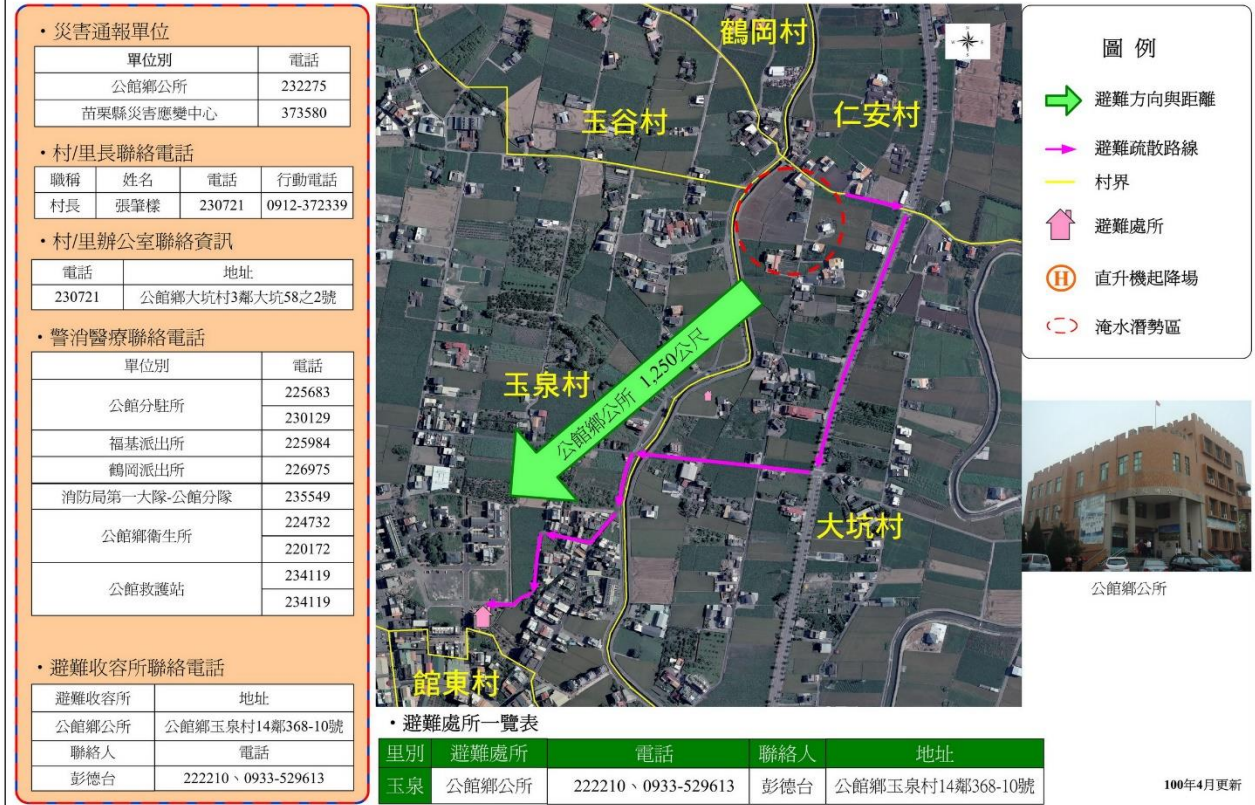 ・災害通報單位
單位別 電話
公館鄉公所 232275
苗栗縣災害應變中心 373580
・村/里長聯絡電話
職稱 姓名 電話 行動電話
村長 張肇樣 230721 0912-372339
・村/里辦公室聯絡資訊
電話 地址
230721 公館鄉大坑村3鄰大坑58之2號
・警消醫療聯絡電話
單位別 電話
公館分駐所 225683
230129
福基派出所 225984
鶴岡派出所 226975
消防局第一大隊-公館分隊 235549
公館鄉衛生所 224732
220172
公館救護站 234119
234119
・避難收容所聯絡電話
避難收容所 地址
公館鄉公所 公館鄉玉泉村14鄰368-10號
聯絡人 電話
彭德台 222210、0933-529613
鶴岡村
玉谷村
仁安村
玉泉村
公館鄉公所 1,250公尺
大坑村
館東村
圖 例
避難方向與距離
避難疏散路線
村界
避難處所
H 直升機起降場
淹水潛勢區
公館鄉公所
・避難處所一覽表
里別 避難處所 電話 聯絡人 地址
玉泉 公館鄉公所 222210、0933-529613 彭德台 公館鄉玉泉村14鄰368-10號
100年4月更新